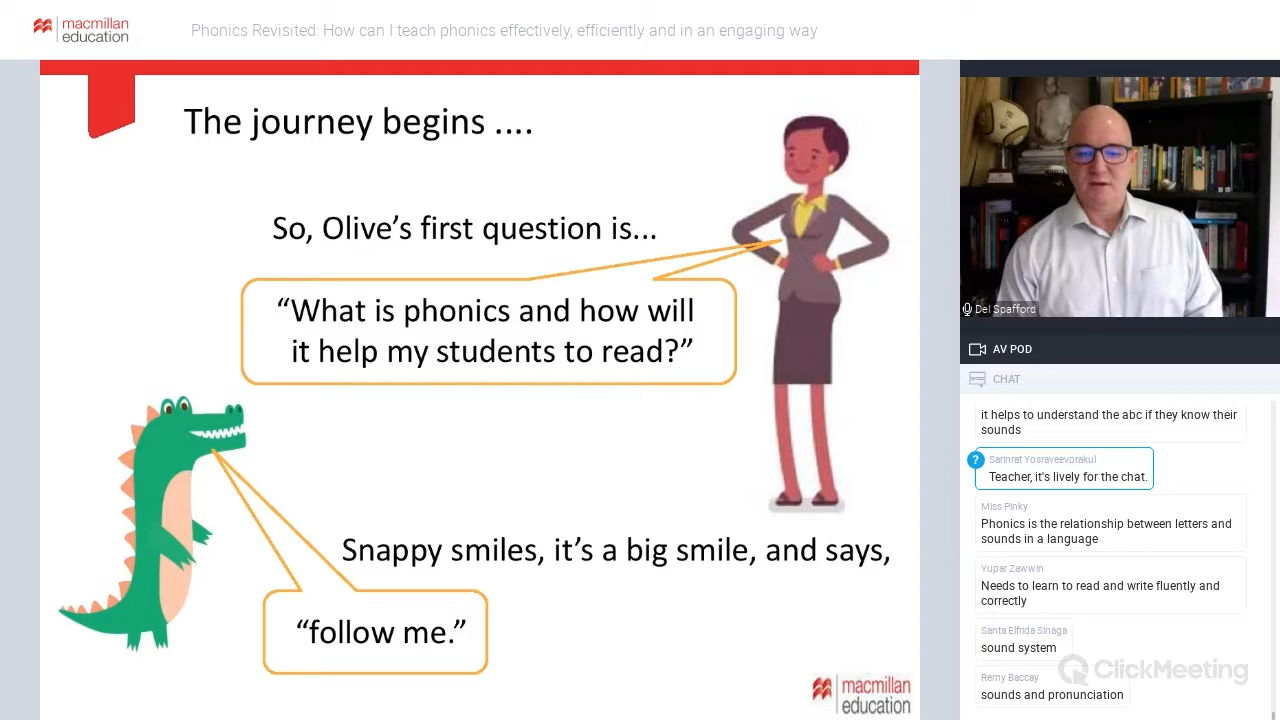 macmillan
education
Phonics Revisited: How can I teach phonics effectively, efficiently and in an engaging way
The journey begins ....
So, Olive's first question is...
“What is phonics and how will
it help my students to read?”
Snappy smiles, it's a big smile, and says,
“follow me.”
macmillan
education
Del Spafford
AV POD
CHAT
it helps to understand the abc if they know their
sounds
?
Sarinrat Yosraveevorakul
Teacher, it's lively for the chat.
Miss Pinky
Phonics is the relationship between letters and
sounds in a language
Yupar Zawwin
Needs to learn to read and write fluently and
correctly
Santa Elfrida Sinaga
sound system
Remy Baccay
sounds and pronunciation
ClickMeeting